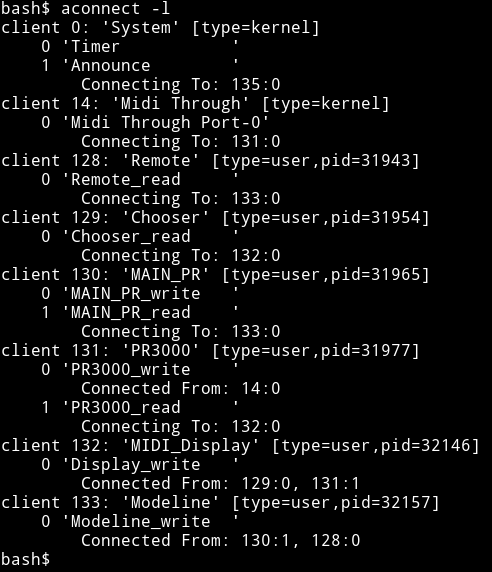 bash$ aconnect -l
client 0: 'System' [type=kernel]
    0 'Timer           '
    1 'Announce        '
        Connecting To: 135:0
client 14: 'Midi Through' [type=kernel]
    0 'Midi Through Port-0'
        Connecting To: 131:0
client 128: 'Remote' [type=user,pid=31943]
    0 'Remote_read     '
        Connecting To: 133:0
client 129: 'Chooser' [type=user,pid=31954]
    0 'Chooser_read    '
        Connecting To: 132:0
client 130: 'MAIN_PR' [type=user,pid=31965]
    0 'MAIN_PR_write   '
    1 'MAIN_PR_read    '
        Connecting To: 133:0
client 131: 'PR3000' [type=user,pid=31977]
    0 'PR3000_write    '
        Connected From: 14:0
    1 'PR3000_read     '
        Connecting To: 132:0
client 132: 'MIDI_Display' [type=user,pid=32146]
    0 'Display_write   '
        Connected From: 129:0, 131:1
client 133: 'Modeline' [type=user,pid=32157]
    0 'Modeline_write  '
        Connected From: 130:1, 128:0
bash$